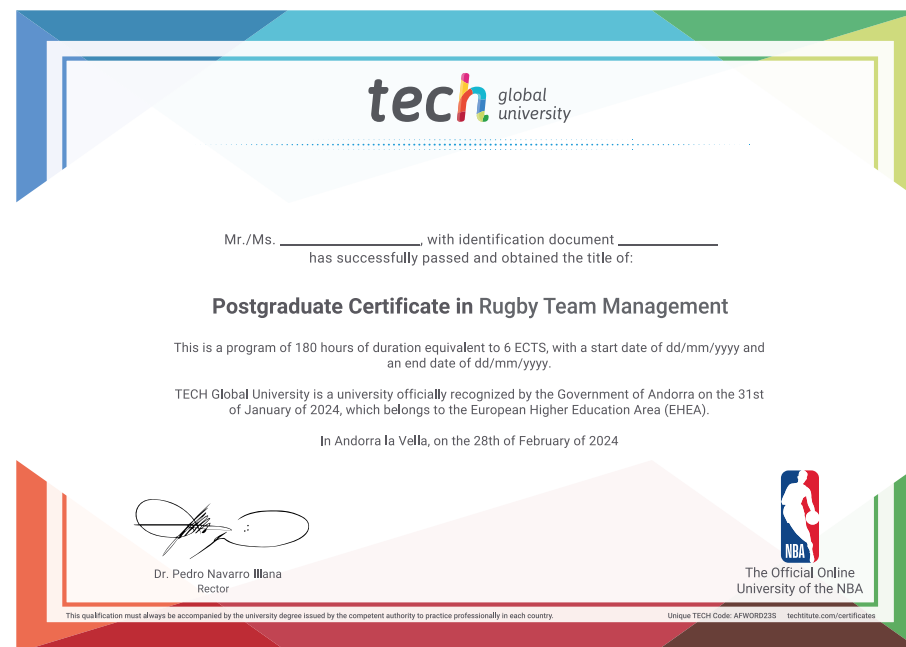 tech global university
Mr./Ms. ____________, with identification document ____________
has successfully passed and obtained the title of:
Postgraduate Certificate in Rugby Team Management
This is a program of 180 hours of duration equivalent to 6 ECTS, with a start date of dd/mm/yyyy and
an end date of dd/mm/yyyy.
TECH Global University is a university officially recognized by the Government of Andorra on the 31st
of January of 2024, which belongs to the European Higher Education Area (EHEA).
In Andorra la Vella, on the 28th of February of 2024
NBA
Dr. Pedro Navarro Illana
Rector
The Official Online
University of the NBA
This qualification must always be accompanied by the university degree issued by the competent authority to practice professionally in each country.
Unique TECH Code: AFWORD23S techtitute.com/certificates